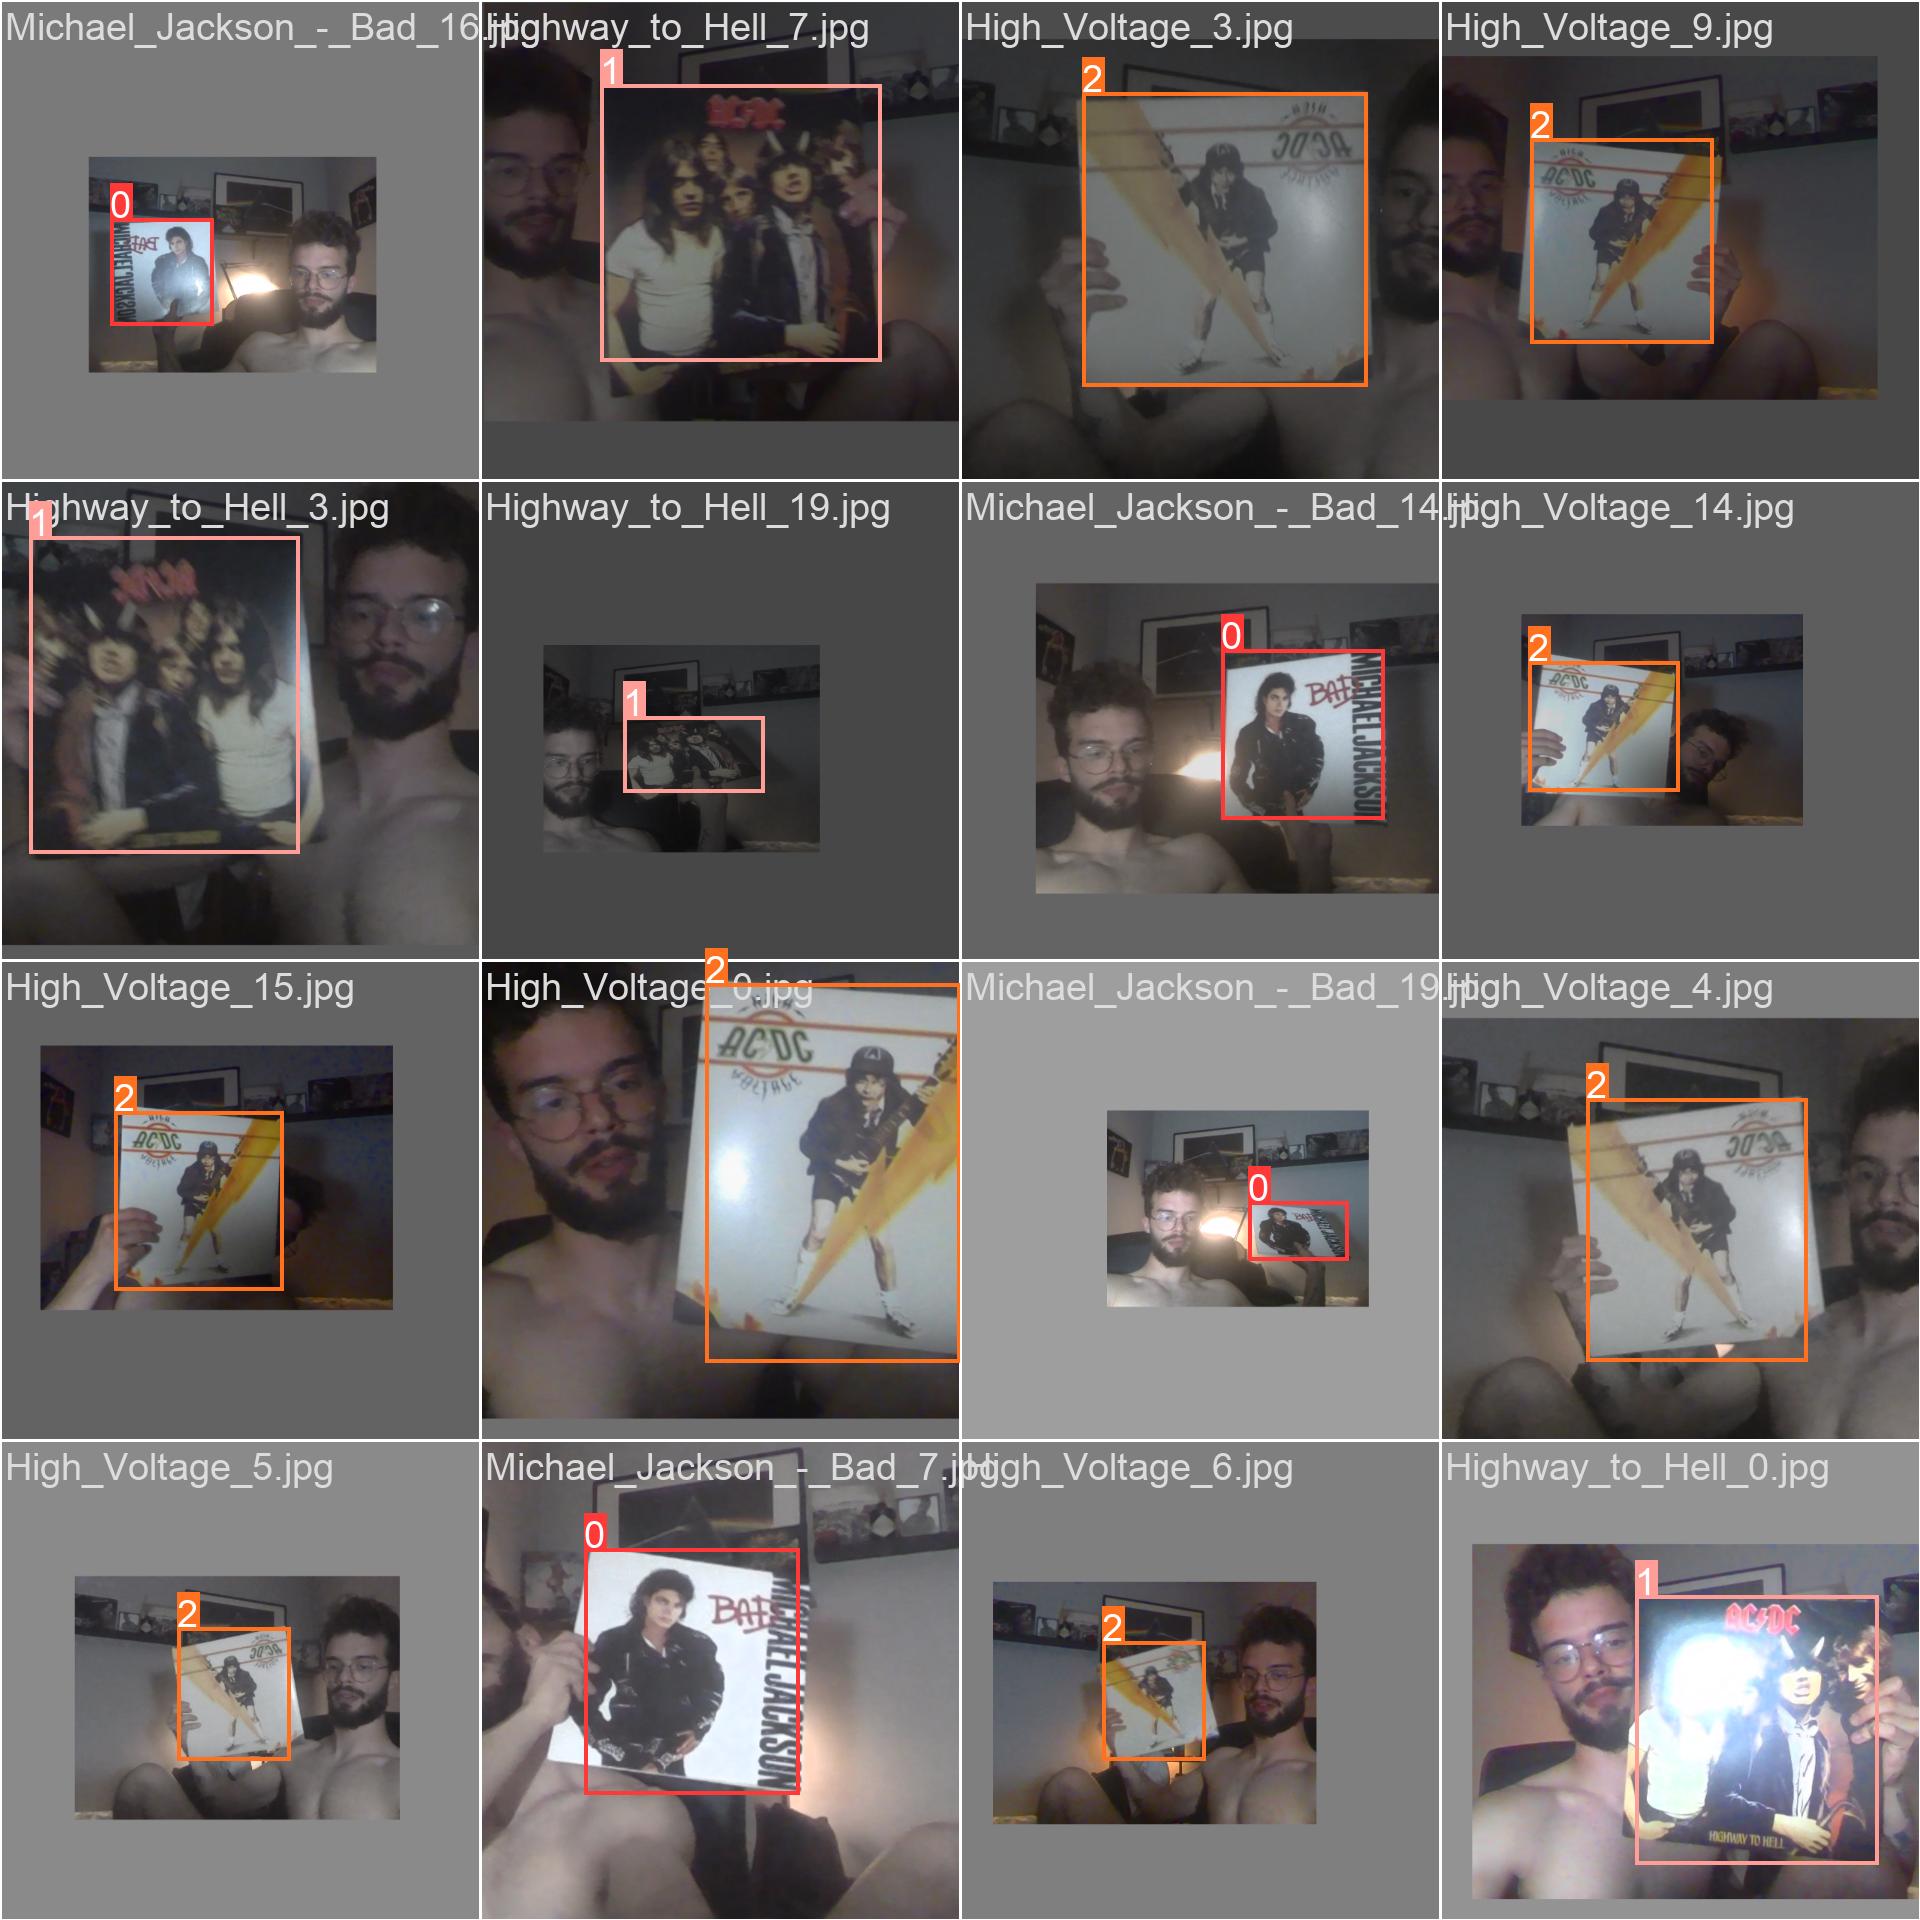 Michael_Jackson_-_Bad_16.jpg
Highway_to_Hell_7.jpg
High_Voltage_3.jpg
High_Voltage_9.jpg
0
BAD
MICHAEL JACKSON
1
AC/DC
2
HIGH
AC/DC
VOLTAGE
2
HIGH
AC/DC
VOLTAGE
Highway_to_Hell_3.jpg
Highway_to_Hell_19.jpg
Michael_Jackson_-_Bad_14.jpg
High_Voltage_14.jpg
1
AC/DC
1
0
BAD
MICHAEL JACKSON
2
AC/DC
High_Voltage_15.jpg
High_Voltage_0.jpg
Michael_Jackson_-_Bad_19.jpg
High_Voltage_4.jpg
2
HIGH
AC/DC
VOLTAGE
2
AC/DC
VOLTAGE
0
BAD
MICHAEL JACKSON
2
HIGH
AC/DC
VOLTAGE
High_Voltage_5.jpg
Michael_Jackson_-_Bad_7.jpg
High_Voltage_6.jpg
Highway_to_Hell_0.jpg
2
AC/DC
0
BAD
MICHAEL JACKSON
2
1
AC/DC
HIGHWAY TO HELL